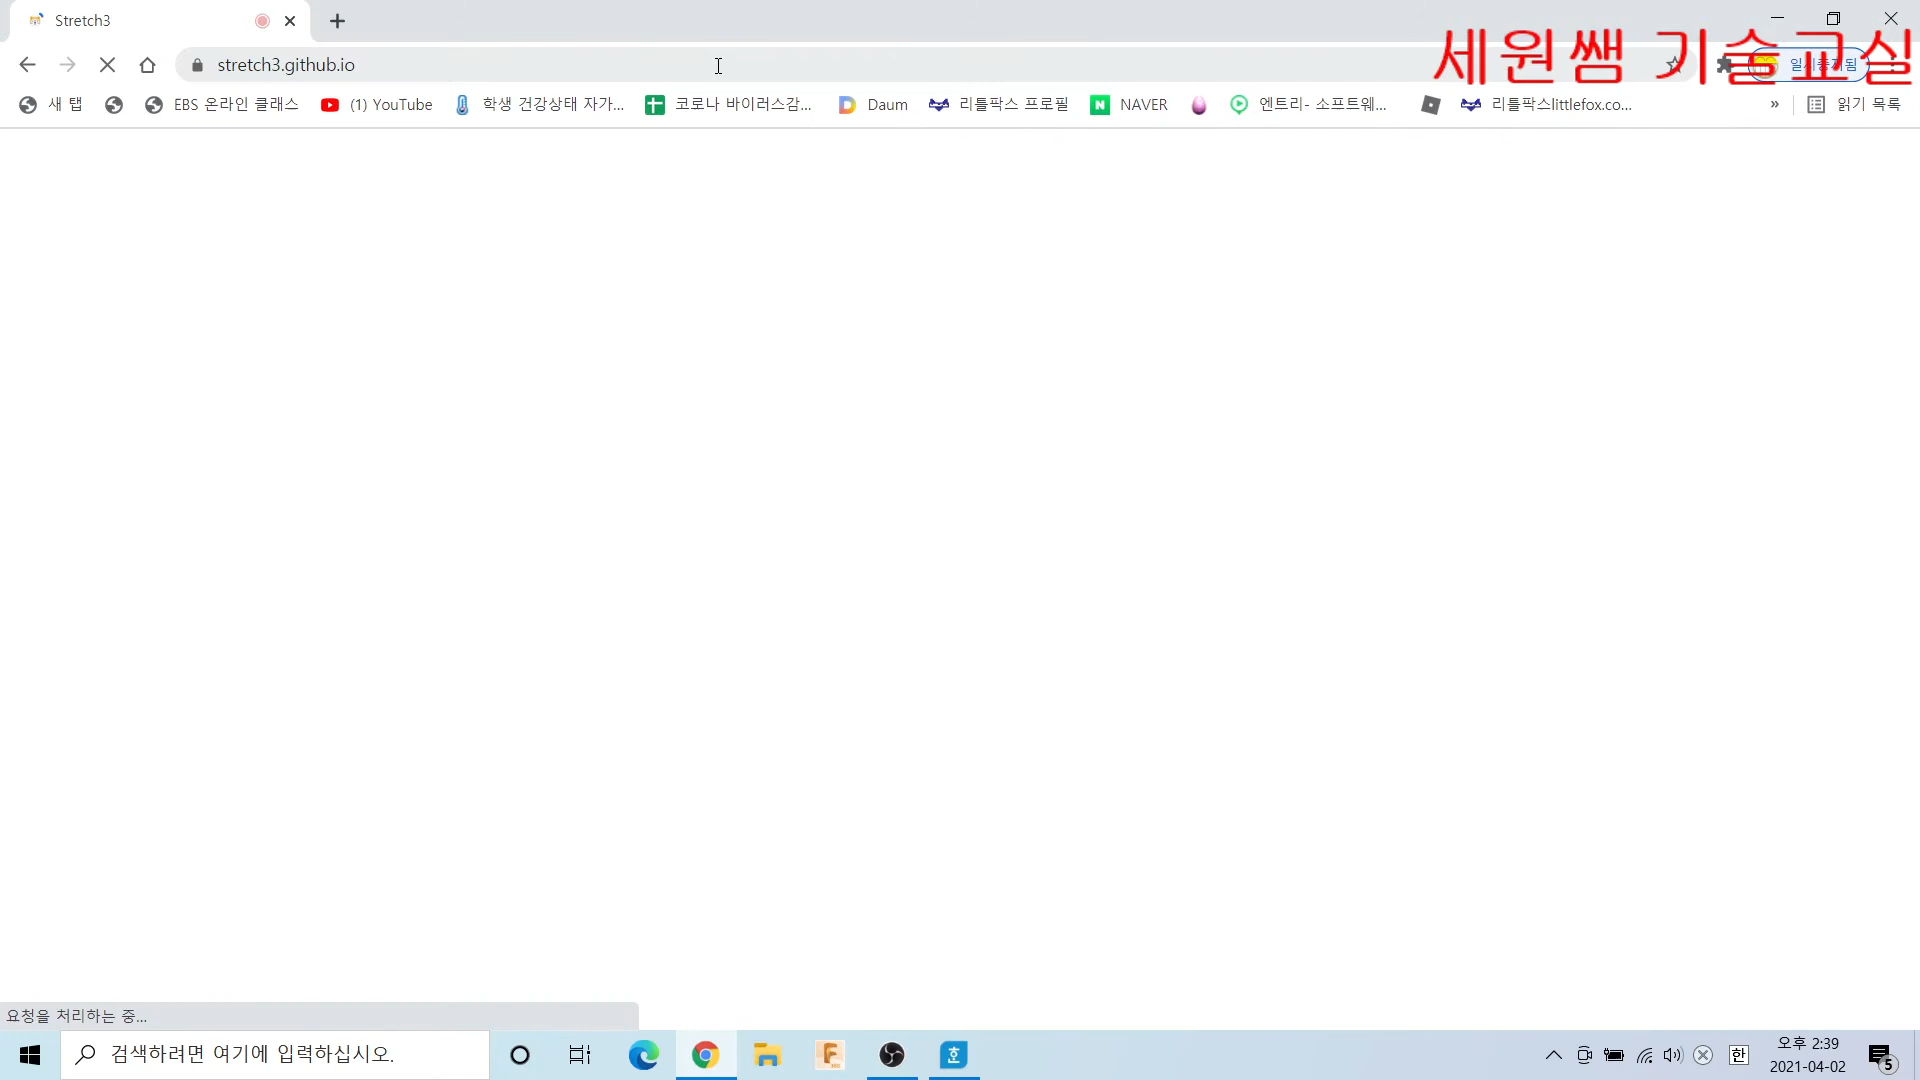 Stretch3
세원쌤 기술교실
stretch3.github.io
새 탭
EBS 온라인 클래스
(1) YouTube
학생 건강상태 자가...
코로나 바이러스감...
Daum
리틀팍스 프로필
NAVER
엔트리- 소프트웨...
리틀팍스littlefox.co...
»
읽기 목록
요청을 처리하는 중...
검색하려면 여기에 입력하십시오.
한
오후 2:39
2021-04-02
5